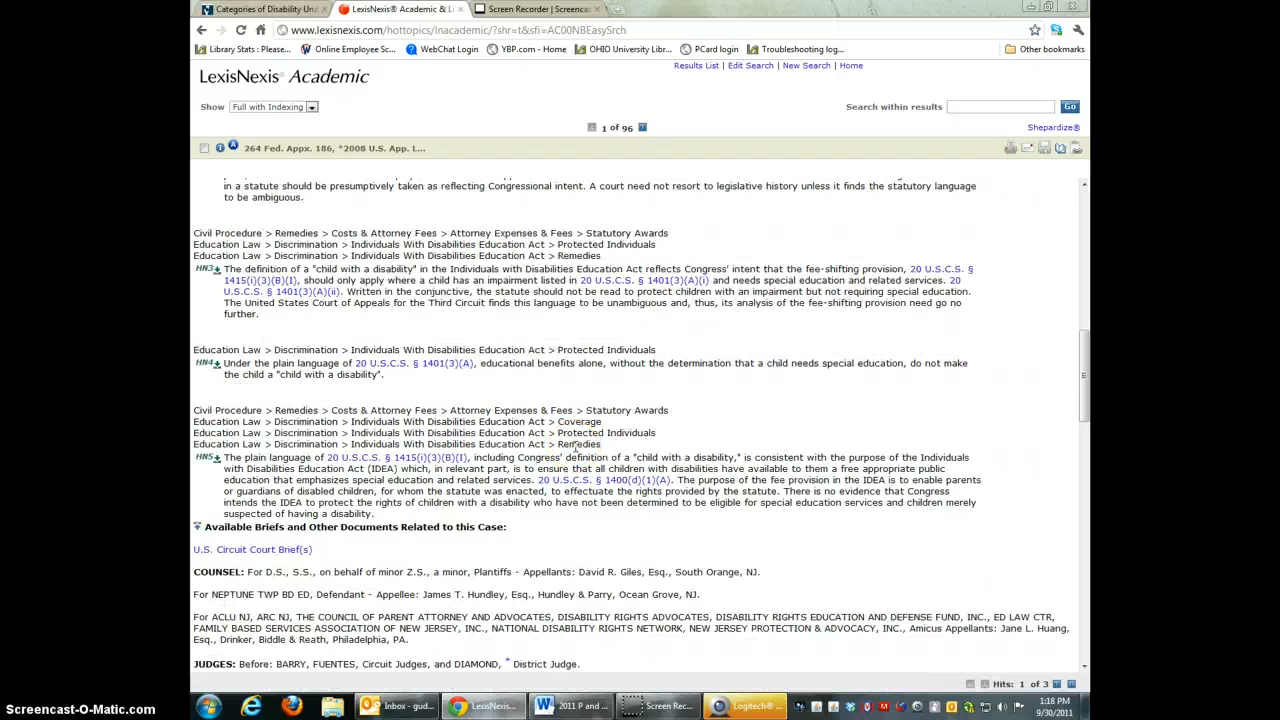 Categories of Disability Und
LexisNexis® Academic & Li
Screen Recorder | Screencas
www.lexisnexis.com/hottopics/lnacademic/?shr=t&sfi=AC00NBEasySrch
Library Stats : Please...
Online Employee Sc...
WebChat Login
YBP.com - Home
OHIO University Libr...
PCard login
Troubleshooting log...
Other bookmarks
Results List | Edit Search | New Search | Home
LexisNexis® Academic
Show Full with Indexing
Search within results Go
1 of 96
Shepardize®
264 Fed. Appx. 186, *2008 U.S. App. L...
in a statute should be presumptively taken as reflecting Congressional intent. A court need not resort to legislative history unless it finds the statutory language
to be ambiguous.
Civil Procedure > Remedies > Costs & Attorney Fees > Attorney Expenses & Fees > Statutory Awards
Education Law > Discrimination > Individuals With Disabilities Education Act > Protected Individuals
Education Law > Discrimination > Individuals With Disabilities Education Act > Remedies
HN3 The definition of a "child with a disability" in the Individuals with Disabilities Education Act reflects Congress' intent that the fee-shifting provision, 20 U.S.C.S. §
1415(i)(3)(B)(I), should only apply where a child has an impairment listed in 20 U.S.C.S. § 1401(3)(A)(i) and needs special education and related services. 20
U.S.C.S. § 1401(3)(A)(ii). Written in the conjunctive, the statute should not be read to protect children with an impairment but not requiring special education.
The United States Court of Appeals for the Third Circuit finds this language to be unambiguous and, thus, its analysis of the fee-shifting provision need go no
further.
Education Law > Discrimination > Individuals With Disabilities Education Act > Protected Individuals
HN4 Under the plain language of 20 U.S.C.S. § 1401(3)(A), educational benefits alone, without the determination that a child needs special education, do not make
the child a "child with a disability".
Civil Procedure > Remedies > Costs & Attorney Fees > Attorney Expenses & Fees > Statutory Awards
Education Law > Discrimination > Individuals With Disabilities Education Act > Coverage
Education Law > Discrimination > Individuals With Disabilities Education Act > Protected Individuals
Education Law > Discrimination > Individuals With Disabilities Education Act > Remedies
HN5 The plain language of 20 U.S.C.S. § 1415(i)(3)(B)(I), including Congress' definition of a "child with a disability," is consistent with the purpose of the Individuals
with Disabilities Education Act (IDEA) which, in relevant part, is to ensure that all children with disabilities have available to them a free appropriate public
education that emphasizes special education and related services. 20 U.S.C.S. § 1400(d)(1)(A). The purpose of the fee provision in the IDEA is to enable parents
or guardians of disabled children, for whom the statute was enacted, to effectuate the rights provided by the statute. There is no evidence that Congress
intends the IDEA to protect the rights of children with a disability who have not been determined to be eligible for special education services and children merely
suspected of having a disability.
Available Briefs and Other Documents Related to this Case:
U.S. Circuit Court Brief(s)
COUNSEL: For D.S., S.S., on behalf of minor Z.S., a minor, Plaintiffs - Appellants: David R. Giles, Esq., South Orange, NJ.
For NEPTUNE TWP BD ED, Defendant - Appellee: James T. Hundley, Esq., Hundley & Parry, Ocean Grove, NJ.
For ACLU NJ, ARC NJ, THE COUNCIL OF PARENT ATTORNEY AND ADVOCATES, DISABILITY RIGHTS ADVOCATES, DISABILITY RIGHTS EDUCATION AND DEFENSE FUND, INC., ED LAW CTR,
FAMILY BASED SERVICES ASSOCIATION OF NEW JERSEY, INC., NATIONAL DISABILITY RIGHTS NETWORK, NEW JERSEY PROTECTION & ADVOCACY, INC., Amicus Appellants: Jane L. Huang,
Esq., Drinker, Biddle & Reath, Philadelphia, PA.
JUDGES: Before: BARRY, FUENTES, Circuit Judges, and DIAMOND, * District Judge.
Hits: 1 of 3
Inbox - gud...
LexisNexis...
2011 P and ...
Screen Rec...
Logitech® ...
1:18 PM
9/30/2011
Screencast-O-Matic.com